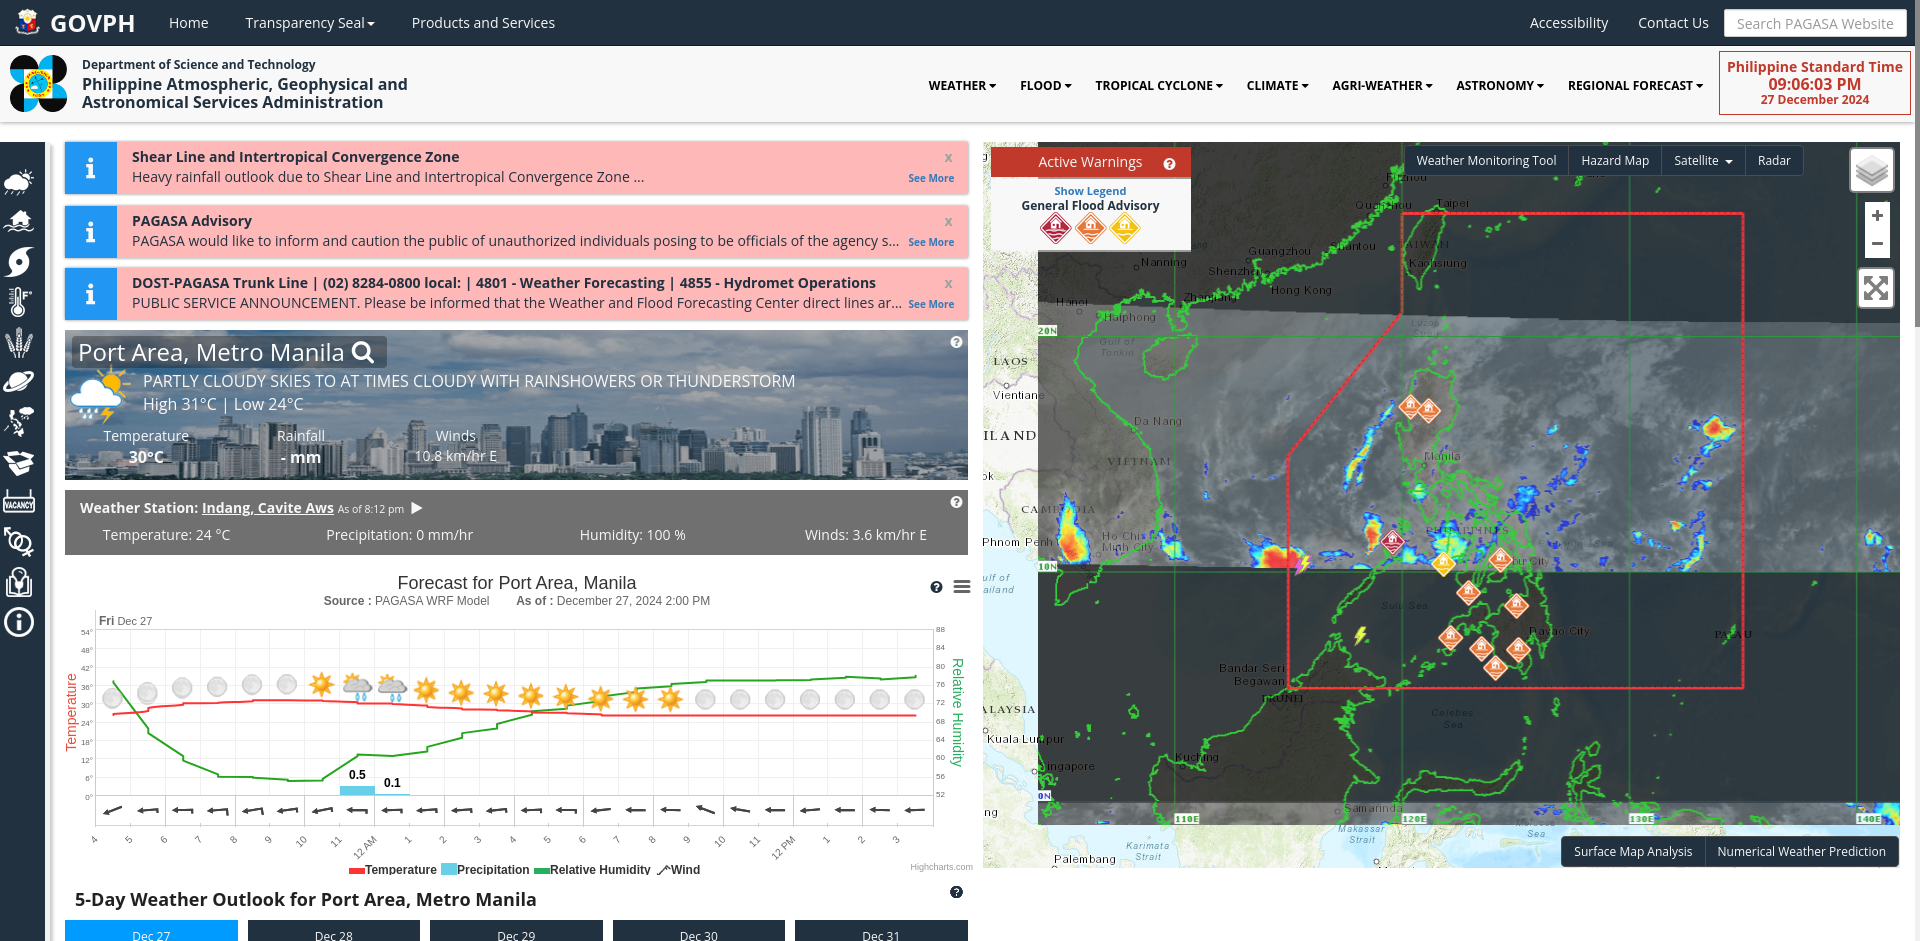 GOVPH
Home
Transparency Seal
Products and Services
Accessibility
Contact Us
Search PAGASA Website
Department of Science and Technology
Philippine Atmospheric, Geophysical and
Astronomical Services Administration
WEATHER
FLOOD
TROPICAL CYCLONE
CLIMATE
AGRI-WEATHER
ASTRONOMY
REGIONAL FORECAST
Philippine Standard Time
09:06:03 PM
27 December 2024
Shear Line and Intertropical Convergence Zone
x
Heavy rainfall outlook due to Shear Line and Intertropical Convergence Zone ...
See More
PAGASA Advisory
x
PAGASA would like to inform and caution the public of unauthorized individuals posing to be officials of the agency s...
See More
DOST-PAGASA Trunk Line | (02) 8284-0800 local: | 4801 - Weather Forecasting | 4855 - Hydromet Operations
x
PUBLIC SERVICE ANNOUNCEMENT. Please be informed that the Weather and Flood Forecasting Center direct lines ar...
See More
Port Area, Metro Manila
PARTLY CLOUDY SKIES TO AT TIMES CLOUDY WITH RAINSHOWERS OR THUNDERSTORM
High 31°C | Low 24°C
Temperature
30°C
Rainfall
- mm
Winds
10.8 km/hr E
Weather Station: Indang, Cavite Aws As of 8:12 pm
Temperature: 24 °C
Precipitation: 0 mm/hr
Humidity: 100 %
Winds: 3.6 km/hr E
VACANCY
Forecast for Port Area, Manila
Source : PAGASA WRF Model As of : December 27, 2024 2:00 PM
Fri Dec 27
54°
48°
42°
36°
30°
24°
18°
12°
6°
0°
Temperature
88
84
80
76
72
68
64
60
56
52
Relative Humidity
0.5
0.1
4
5
6
7
8
9
10
11
12 AM
1
2
3
4
5
6
7
8
9
10
11
12 PM
1
2
3
Temperature
Precipitation
Relative Humidity
Wind
Highcharts.com
5-Day Weather Outlook for Port Area, Metro Manila
Dec 27
Dec 28
Dec 29
Dec 30
Dec 31
Active Warnings
Show Legend
General Flood Advisory
Weather Monitoring Tool
Hazard Map
Satellite
Radar
+
−
Fuzhou
Quanzhou
Taipei
Guangzhou
Shantou
TAIWAN
Nanning
Shenzhen
Kaohsiung
Hong Kong
Hanoi
Zhanjiang
Haiphong
Luzon
Strait
20N
Gulf of
Tonkin
LAOS
Vientiane
Da Nang
ILAND
Manila
VIETNAM
ok
CAMBODIA
PHILIPPINES
Ho Chi
Minh City
Phnom Penh
10N
ulf of
ailand
Sulu Sea
Davao City
PALAU
Bandar Seri
Begawan
BRUNEI
ALAYSIA
Celebes
Sea
Kuala Lumpur
Kuching
ingapore
0N
ng
Samarinda
110E
120E
130E
140E
Makassar
Strait
Sea
Karimata
Strait
Palembang
Surface Map Analysis
Numerical Weather Prediction